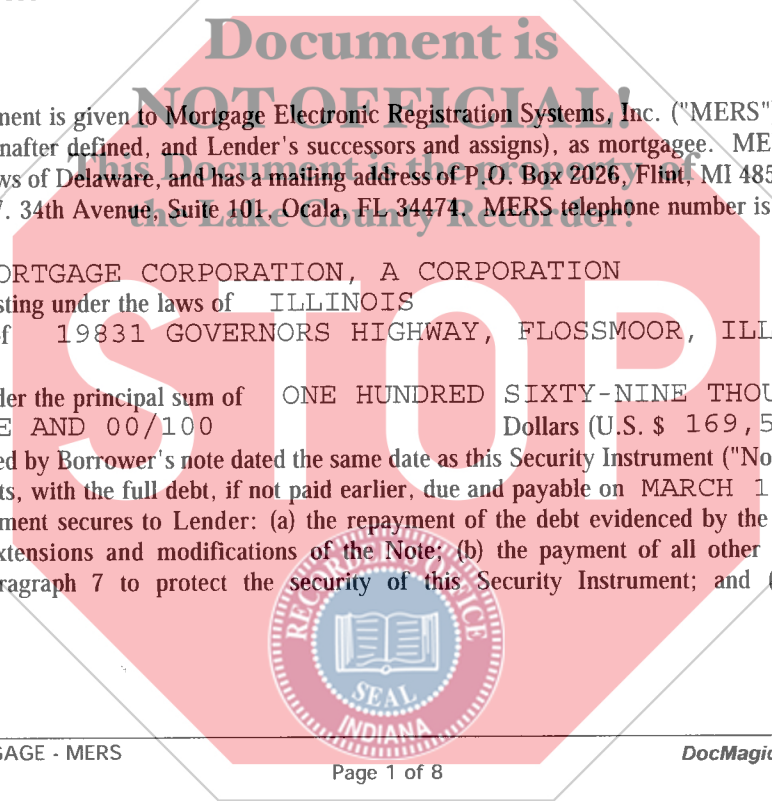 Document is
NOT OFFICIAL!
ment is given to Mortgage Electronic Registration Systems, Inc. ("MERS"
nafter defined, and Lender's successors and assigns), as mortgagee. ME
This Document is the property of
ws of Delaware, and has a mailing address of P.O. Box 2026, Flint, MI 485
. 34th Avenue, Suite 101, Ocala, FL 34474. MERS telephone number is
the Lake County Recorder!
ORTGAGE CORPORATION, A CORPORATION
sting under the laws of ILLINOIS
f 19831 GOVERNORS HIGHWAY, FLOSSMOOR, ILL
STOP
der the principal sum of ONE HUNDRED SIXTY-NINE THOU
E AND 00/100 Dollars (U.S. $ 169,5
ed by Borrower's note dated the same date as this Security Instrument ("No
ts, with the full debt, if not paid earlier, due and payable on MARCH 1
ment secures to Lender: (a) the repayment of the debt evidenced by the
xtensions and modifications of the Note; (b) the payment of all other
ragraph 7 to protect the security of this Security Instrument; and (
SEAL
INDIANA
GAGE - MERS
DocMagic
Page 1 of 8